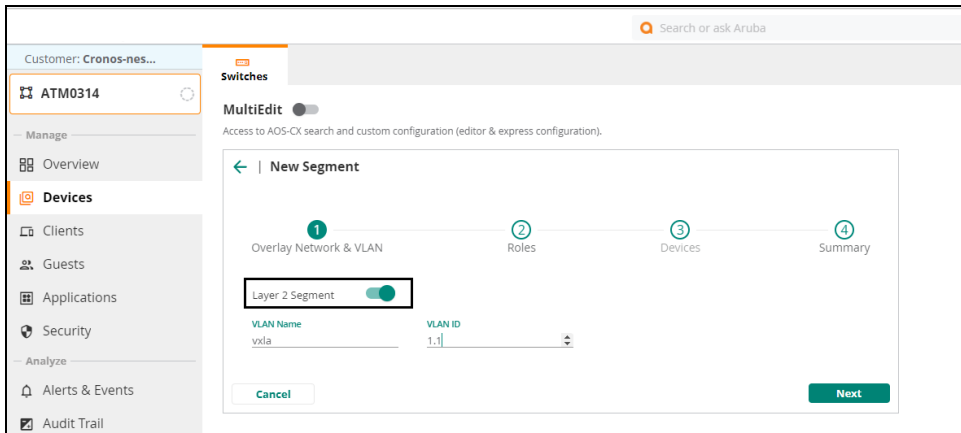 Search or ask Aruba
Customer: Cronos-nes...
ATM0314
Manage
Overview
Devices
Clients
Guests
Applications
Security
Analyze
Alerts & Events
Audit Trail
Switches
MultiEdit
Access to AOS-CX search and custom configuration (editor & express configuration).
← | New Segment
1 2 3 4
Overlay Network & VLAN Roles Devices Summary
Layer 2 Segment
VLAN Name VLAN ID
vxla 1.1
Cancel Next